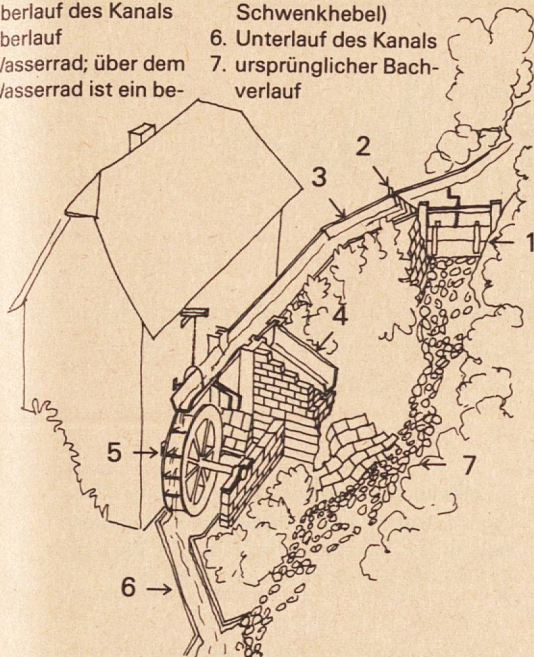 berlauf des Kanals
berlauf
asserrad; über dem
asserrad ist ein be-
Schwenkhebel)
6. Unterlauf des Kanals
7. ursprünglicher Bach-
verlauf
2
3
1
4
5
7
6